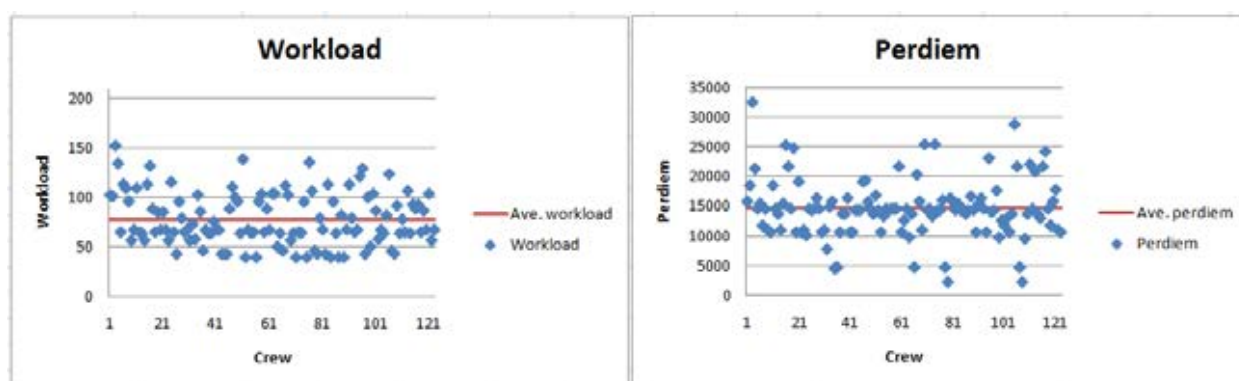 Workload
200
150
100
50
0
Workload
1
21
41
61
81
101
121
Crew
Ave. workload
Workload
Perdiem
35000
30000
25000
20000
15000
10000
5000
0
Perdiem
1
21
41
61
81
101
121
Crew
Ave. perdiem
Perdiem